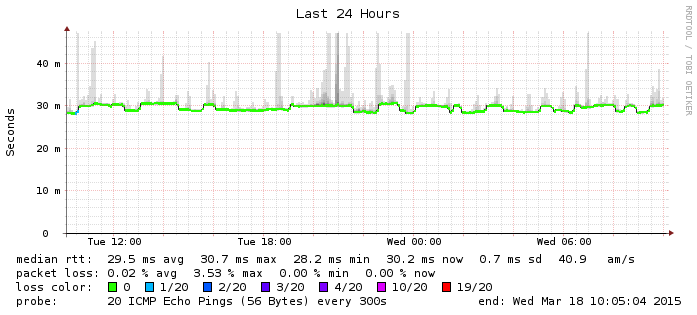 Last 24 Hours
RRDTOOL / TOBI OETIKER
Seconds
40 m
30 m
20 m
10 m
0
Tue 12:00 Tue 18:00 Wed 00:00 Wed 06:00
median rtt: 29.5 ms avg 30.7 ms max 28.2 ms min 30.2 ms now 0.7 ms sd 40.9 am/s
packet loss: 0.02 % avg 3.53 % max 0.00 % min 0.00 % now
loss color: 0 1/20 2/20 3/20 4/20 10/20 19/20
probe: 20 ICMP Echo Pings (56 Bytes) every 300s end: Wed Mar 18 10:05:04 2015